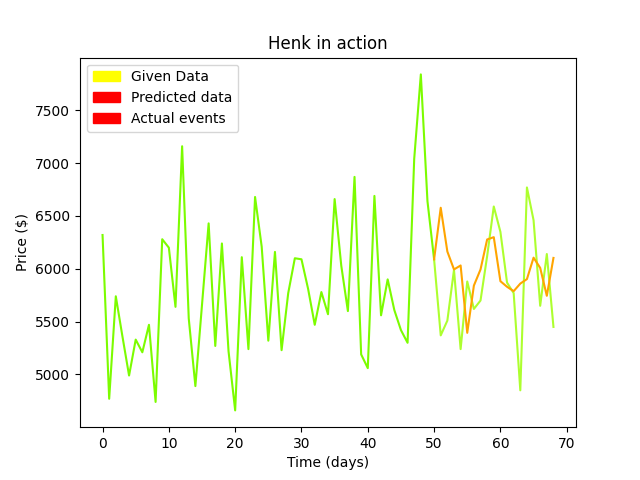 Henk in action
Given Data
Predicted data
Actual events
Price ($)
7500
7000
6500
6000
5500
5000
0 10 20 30 40 50 60 70
Time (days)